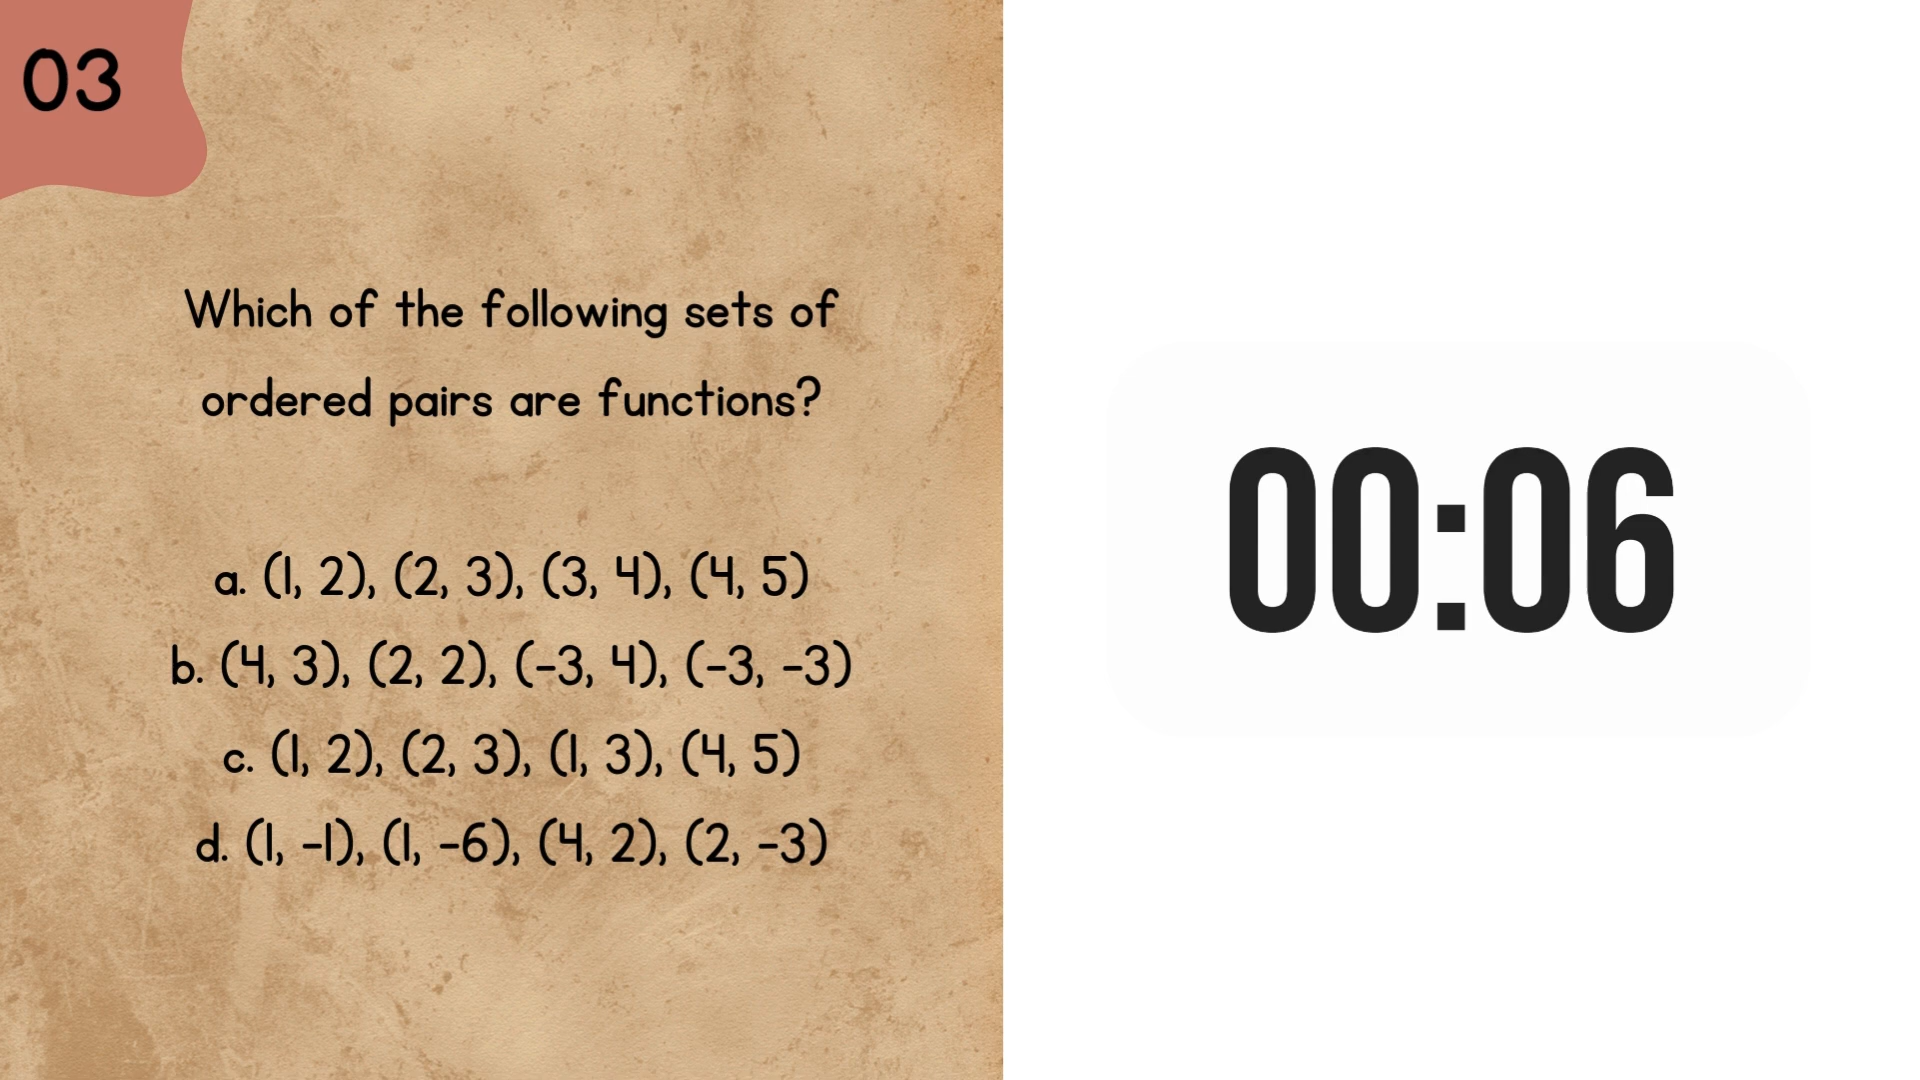 03
Which of the following sets of
ordered pairs are functions?
a. (1, 2), (2, 3), (3, 4), (4, 5)
b. (4, 3), (2, 2), (-3, 4), (-3, -3)
c. (1, 2), (2, 3), (1, 3), (4, 5)
d. (1, -1), (1, -6), (4, 2), (2, -3)
00:06